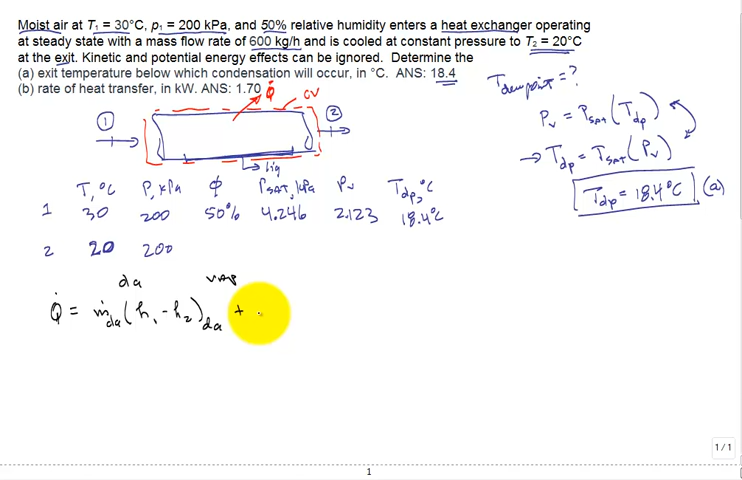 Moist air at T1 = 30°C, p1 = 200 kPa, and 50% relative humidity enters a heat exchanger operating
at steady state with a mass flow rate of 600 kg/h and is cooled at constant pressure to T2 = 20°C
at the exit. Kinetic and potential energy effects can be ignored. Determine the
(a) exit temperature below which condensation will occur, in °C. ANS: 18.4
(b) rate of heat transfer, in kW. ANS: 1.70
Tdew point = ?
Pv = PSAT(Tdp)
→ Tdp = TSAT(Pv)
Tdp = 18.4°C (a)
Q̇ CV
① ②
Liq
T, °C P, kPa ϕ PSAT, kPa Pv Tdp, °C
1 30 200 50% 4.246 2.123 18.4°C
2 20 200
da vap
Q̇ = ṁda(h1 - h2)da +
1 / 1
1